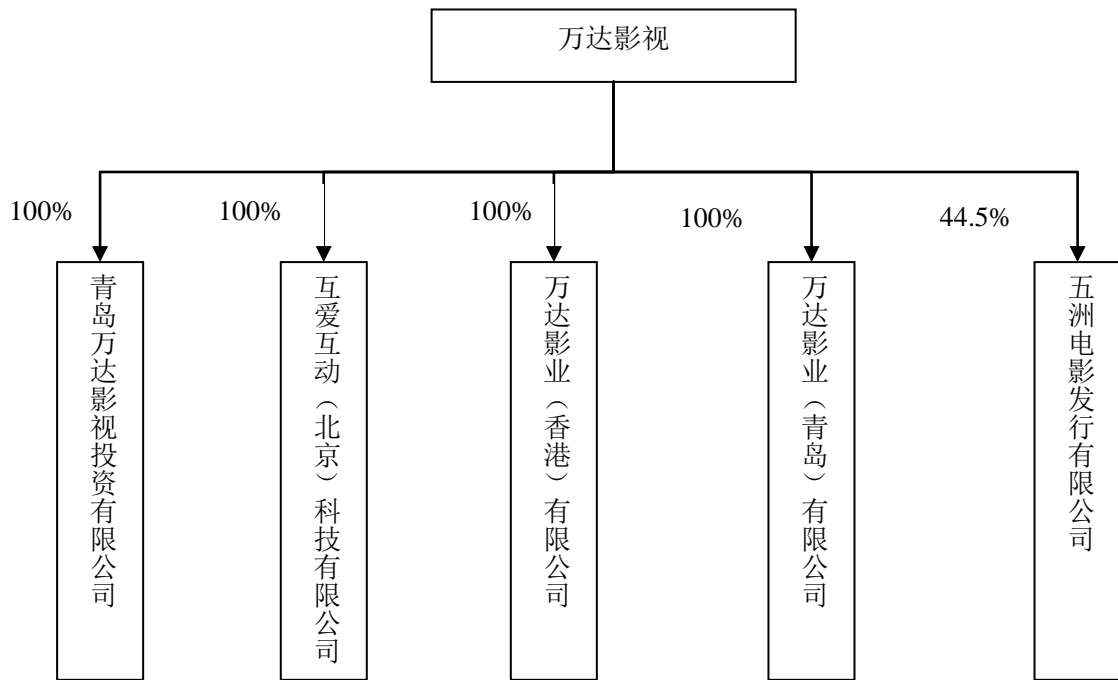 万达影视
100%
100%
100%
100%
44.5%
青岛万达影视投资有限公司
互爱互动（北京）科技有限公司
万达影业（香港）有限公司
万达影业（青岛）有限公司
五洲电影发行有限公司